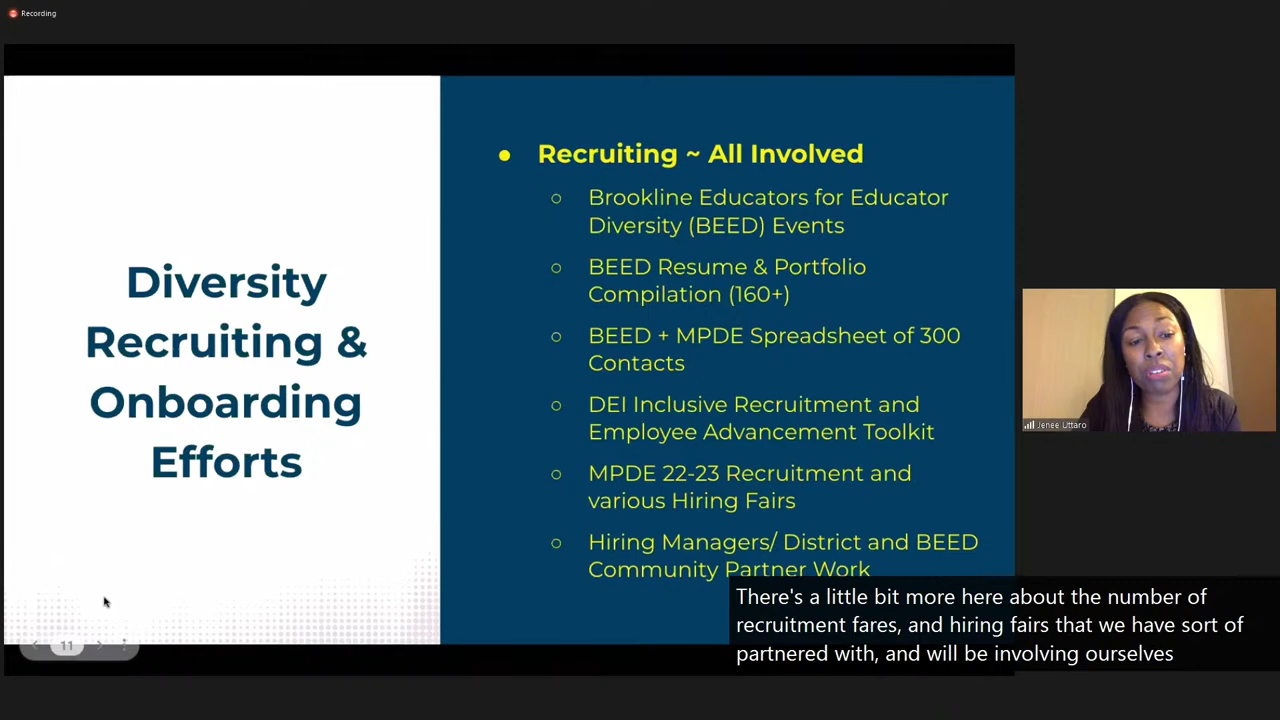 Recording
Diversity
Recruiting &
Onboarding
Efforts
● Recruiting ~ All Involved
○ Brookline Educators for Educator
Diversity (BEED) Events
○ BEED Resume & Portfolio
Compilation (160+)
○ BEED + MPDE Spreadsheet of 300
Contacts
○ DEI Inclusive Recruitment and
Employee Advancement Toolkit
○ MPDE 22-23 Recruitment and
various Hiring Fairs
○ Hiring Managers/ District and BEED
Community Partner Work
11
Jenee Uttaro
There's a little bit more here about the number of
recruitment fares, and hiring fairs that we have sort of
partnered with, and will be involving ourselves